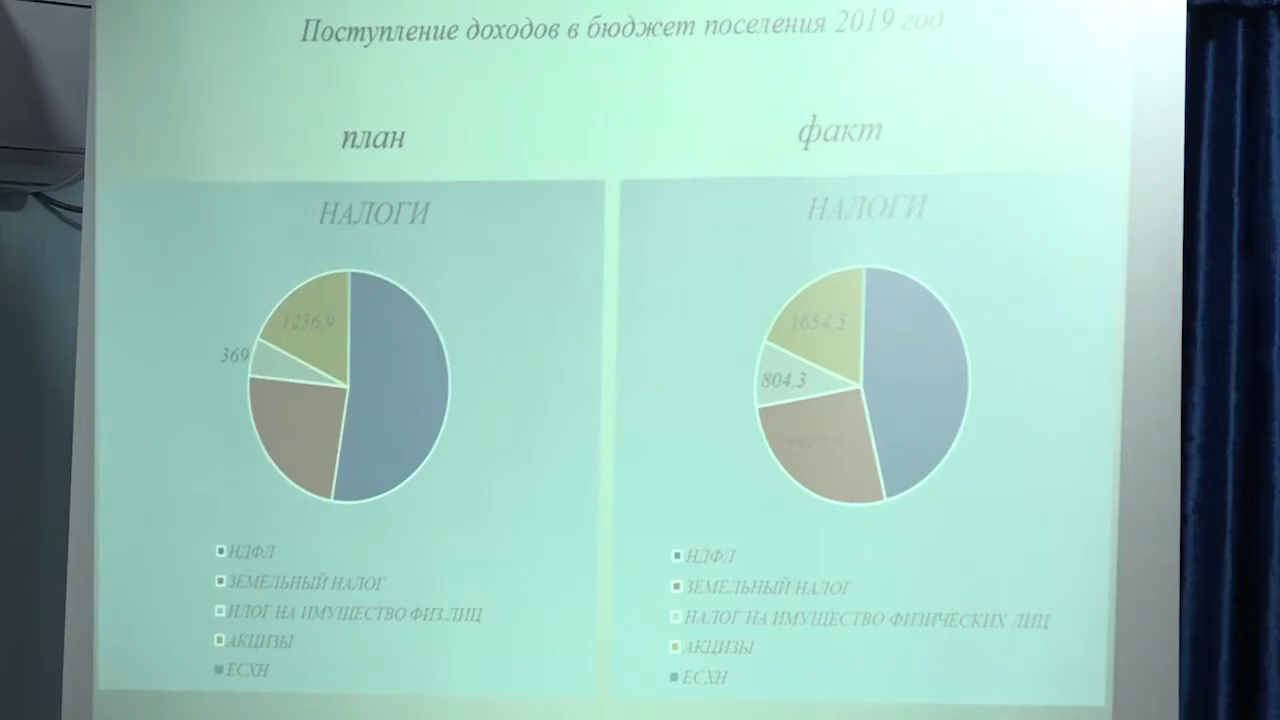 Поступление доходов в бюджет поселения 2019 год
план
факт
НАЛОГИ
1236.9
369
НДФЛ
ЗЕМЕЛЬНЫЙ НАЛОГ
НЛОГ НА ИМУЩЕСТВО ФИЗ.ЛИЦ
АКЦИЗЫ
ЕСХН
НАЛОГИ
1654.5
804.3
НДФЛ
ЗЕМЕЛЬНЫЙ НАЛОГ
НАЛОГ НА ИМУЩЕСТВО ФИЗИЧЕСКИХ ЛИЦ
АКЦИЗЫ
ЕСХН